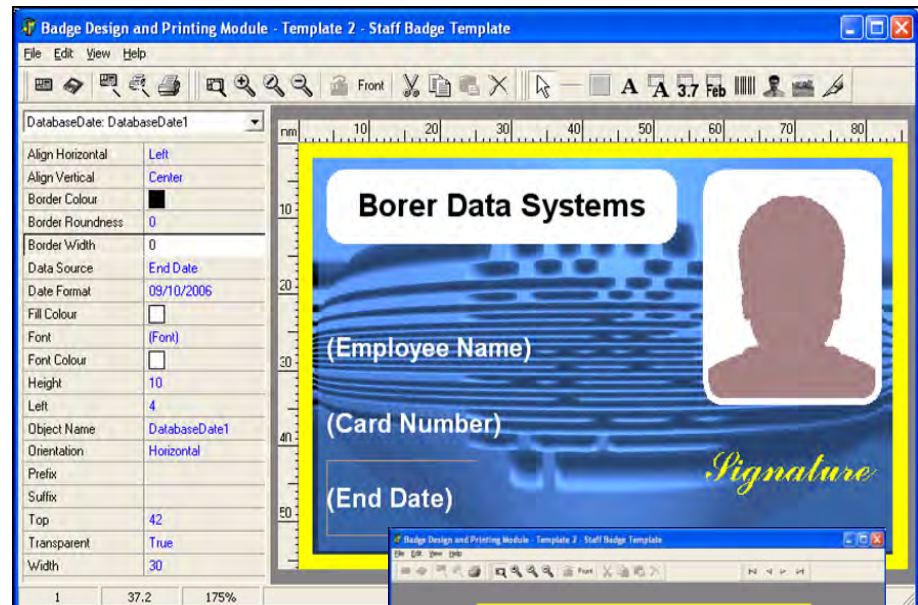 Badge Design and Printing Module - Template 2 - Staff Badge Template
File Edit View Help
Front A A 3.7 Feb
DatabaseDate: DatabaseDate1
nm 10 20 30 40 50 60 70 80
Align Horizontal Left
Align Vertical Center
Border Colour
Border Roundness 0
Border Width 0
Data Source End Date
Date Format 09/10/2006
Fill Colour
Font (Font)
Font Colour
Height 10
Left 4
Object Name DatabaseDate1
Orientation Horizontal
Prefix
Suffix
Top 42
Transparent True
Width 30
1 37.2 175%
10
20
30
40
50
Borer Data Systems
(Employee Name)
(Card Number)
(End Date)
Signature
Badge Design and Printing Module - Template 2 - Staff Badge Template
File Edit View Help
Front